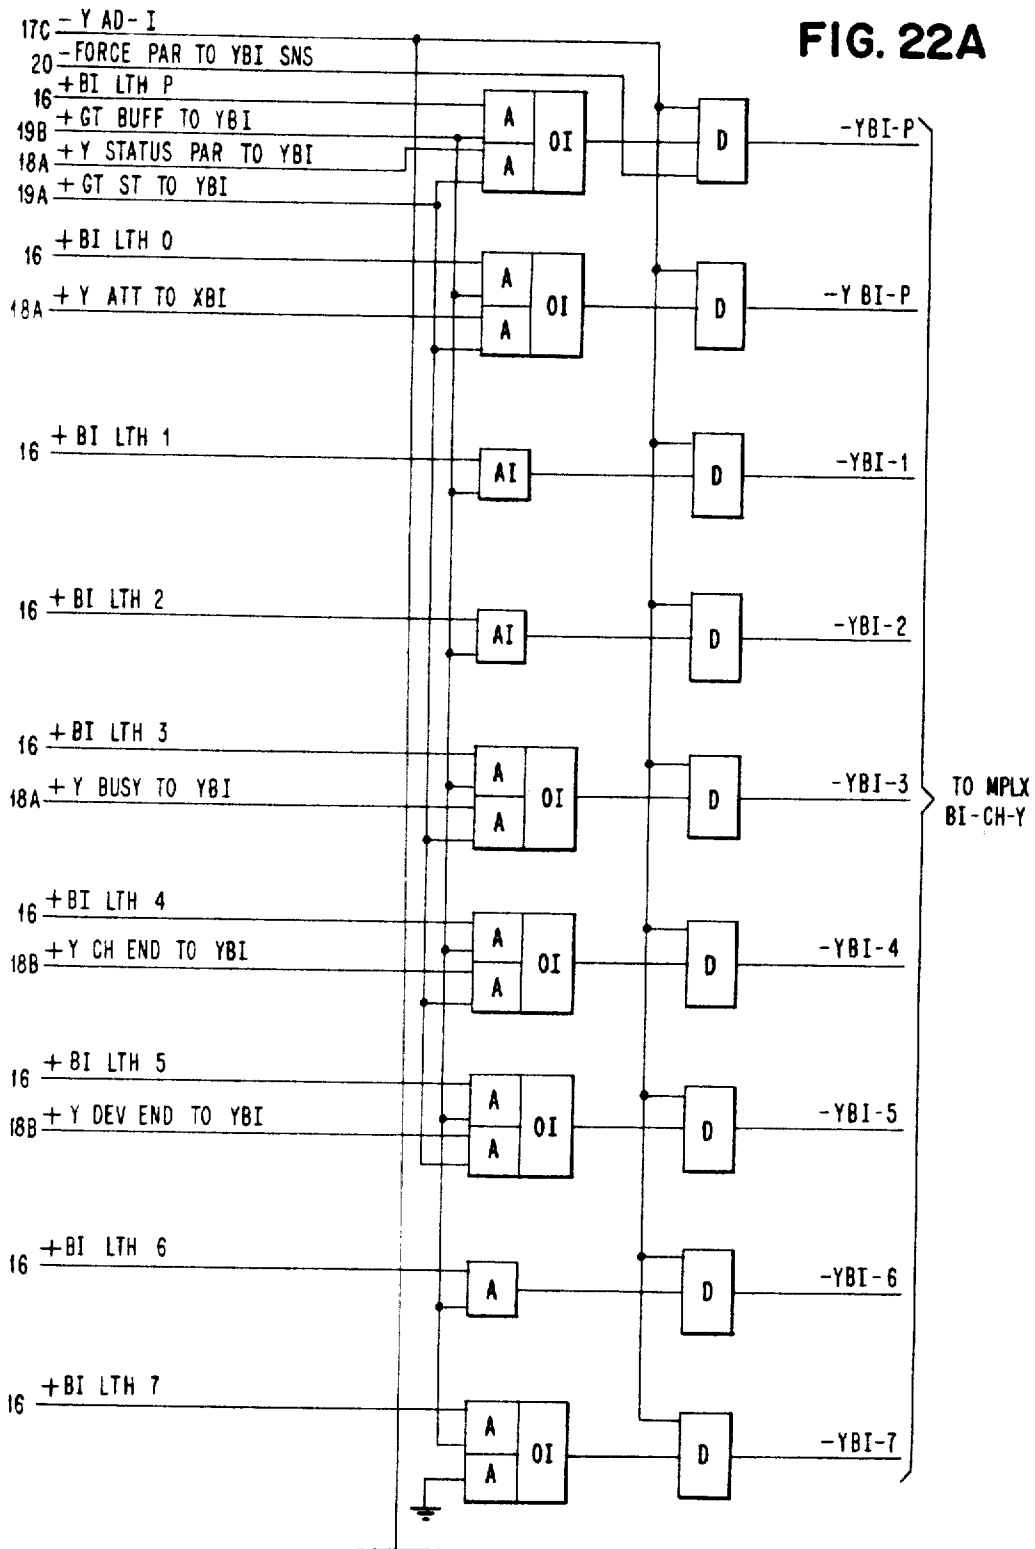 FIG. 22A
17C - Y AD - I
20 - FORCE PAR TO YBI SNS
16 + BI LTH P
19B + GT BUFF TO YBI
18A + Y STATUS PAR TO YBI
19A + GT ST TO YBI
A OI
A
D
-YBI-P
16 + BI LTH 0
18A + Y ATT TO XBI
A OI
A
D
-YBI-P
16 + BI LTH 1
AI
D
-YBI-1
16 + BI LTH 2
AI
D
-YBI-2
16 + BI LTH 3
18A + Y BUSY TO YBI
A OI
A
D
-YBI-3
TO MPLX
BI-CH-Y
16 + BI LTH 4
18B + Y CH END TO YBI
A OI
A
D
-YBI-4
16 + BI LTH 5
18B + Y DEV END TO YBI
A OI
A
D
-YBI-5
16 + BI LTH 6
A
D
-YBI-6
16 + BI LTH 7
A OI
A
D
-YBI-7